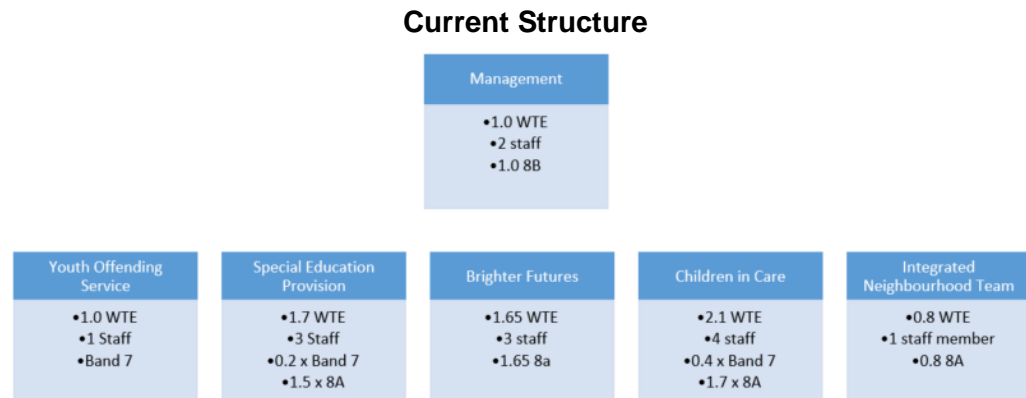 Current Structure
Management
•1.0 WTE
•2 staff
•1.0 8B
Youth Offending
Service
•1.0 WTE
•1 Staff
•Band 7
Special Education
Provision
•1.7 WTE
•3 Staff
•0.2 x Band 7
•1.5 x 8A
Brighter Futures
•1.65 WTE
•3 staff
•1.65 8a
Children in Care
•2.1 WTE
•4 staff
•0.4 x Band 7
•1.7 x 8A
Integrated
Neighbourhood Team
•0.8 WTE
•1 staff member
•0.8 8A